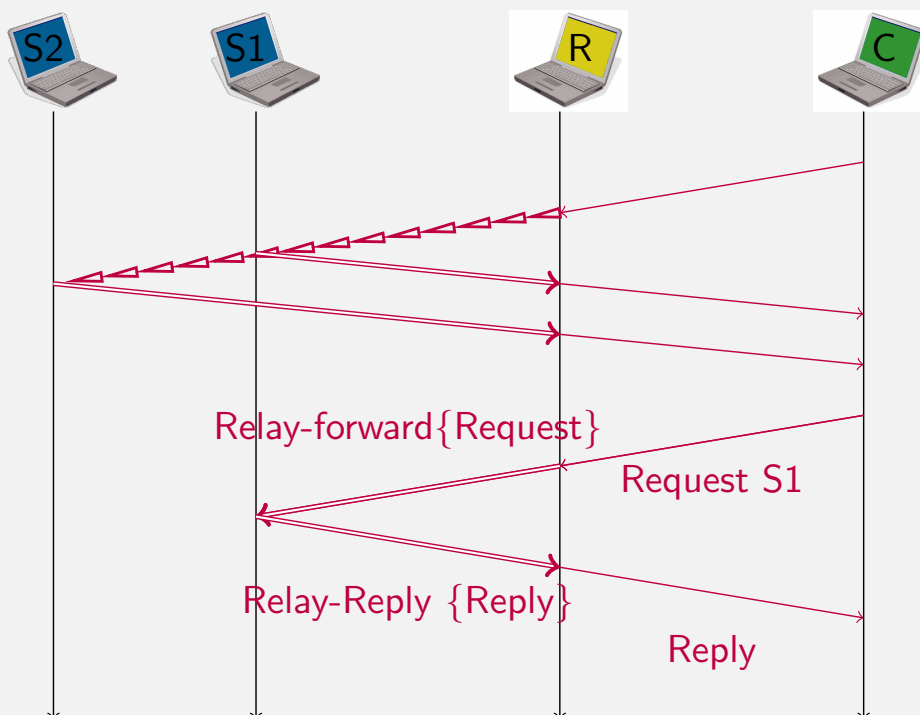 S2
S1
R
C
Relay-forward{Request}
Request S1
Relay-Reply {Reply}
Reply